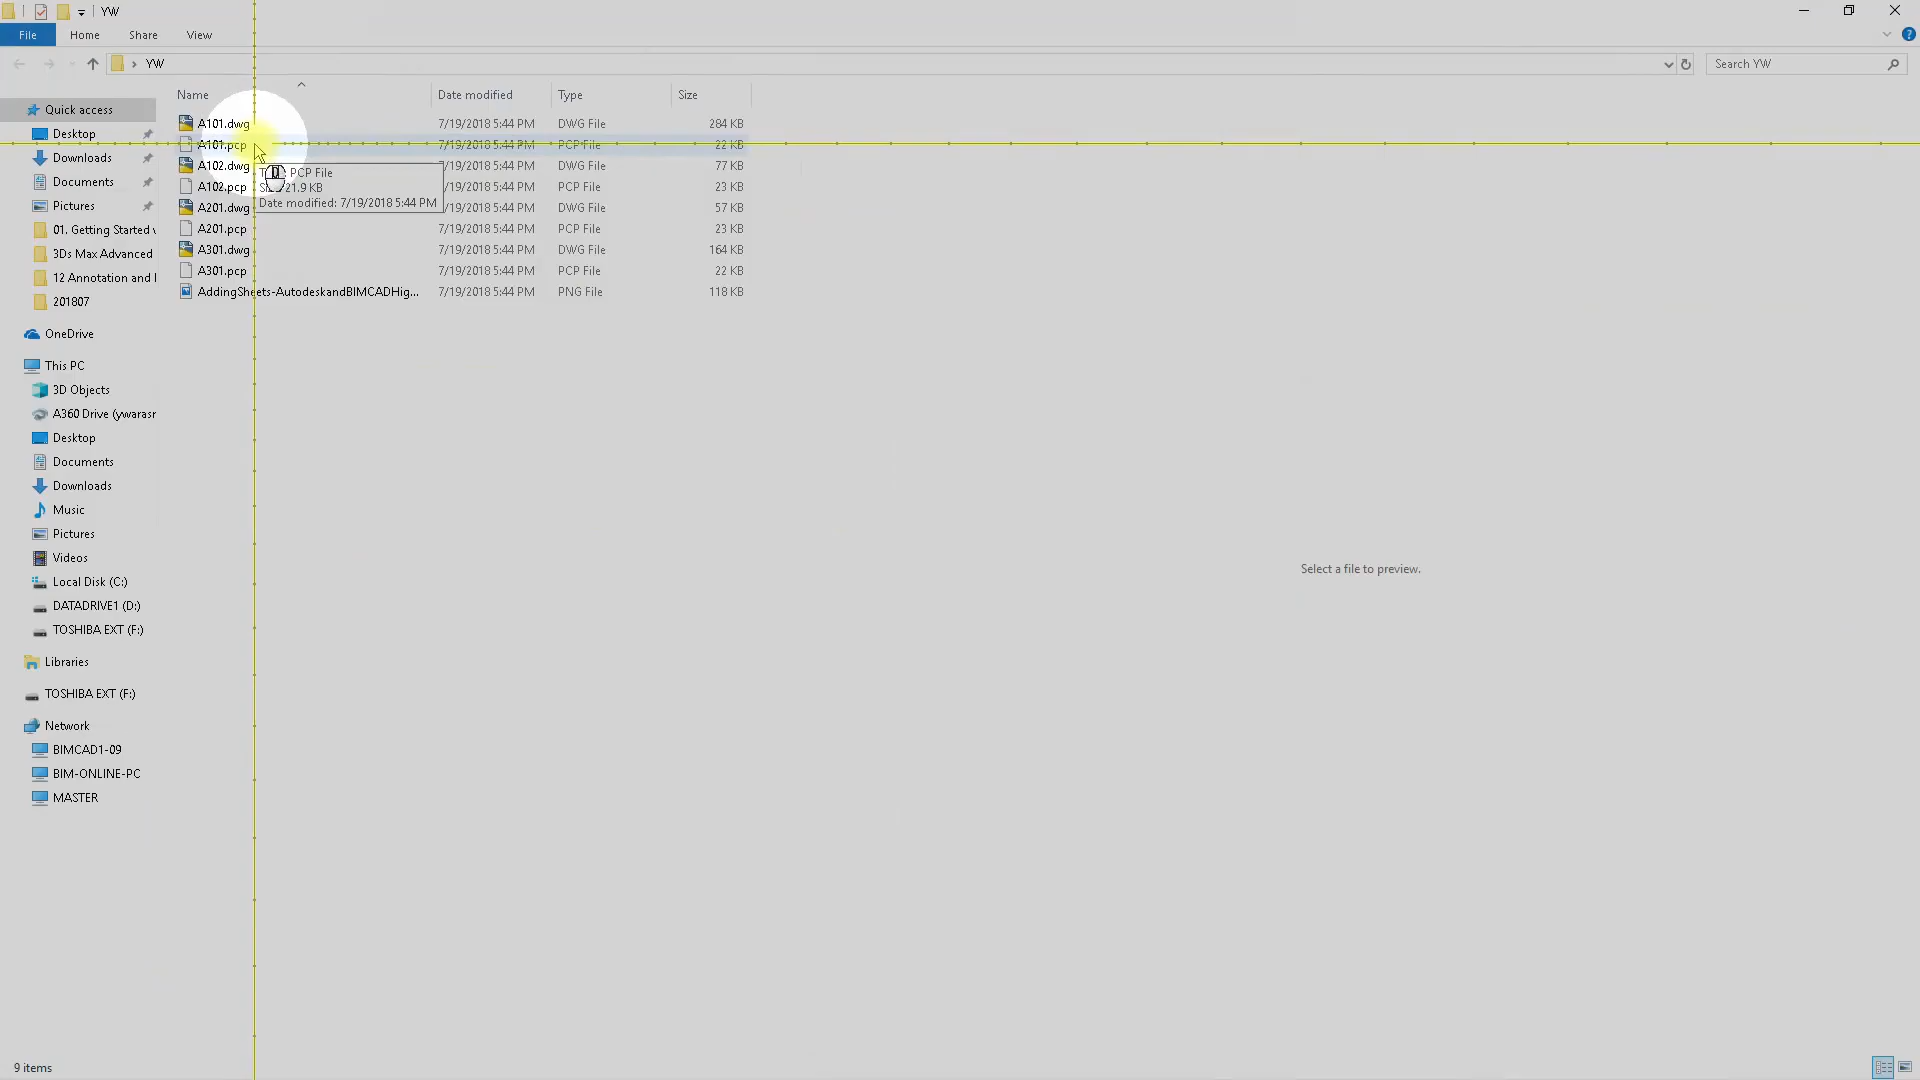 YW
File Home Share View
YW
Search YW
Name Date modified Type Size
Quick access
Desktop
Downloads
Documents
Pictures
01. Getting Started v
3Ds Max Advanced
12 Annotation and I
201807
OneDrive
This PC
3D Objects
A360 Drive (ywarasr
Desktop
Documents
Downloads
Music
Pictures
Videos
Local Disk (C:)
DATADRIVE1 (D:)
TOSHIBA EXT (F:)
Libraries
TOSHIBA EXT (F:)
Network
BIMCAD1-09
BIM-ONLINE-PC
MASTER
A101.dwg 7/19/2018 5:44 PM DWG File 284 KB
A101.pcp 7/19/2018 5:44 PM PCP File 22 KB
A102.dwg 7/19/2018 5:44 PM DWG File 77 KB
A102.pcp 7/19/2018 5:44 PM PCP File 23 KB
A201.dwg 7/19/2018 5:44 PM DWG File 57 KB
A201.pcp 7/19/2018 5:44 PM PCP File 23 KB
A301.dwg 7/19/2018 5:44 PM DWG File 164 KB
A301.pcp 7/19/2018 5:44 PM PCP File 22 KB
AddingSheets-AutodeskandBIMCADHig... 7/19/2018 5:44 PM PNG File 118 KB
PCP File
21.9 KB
Date modified: 7/19/2018 5:44 PM
Select a file to preview.
9 items